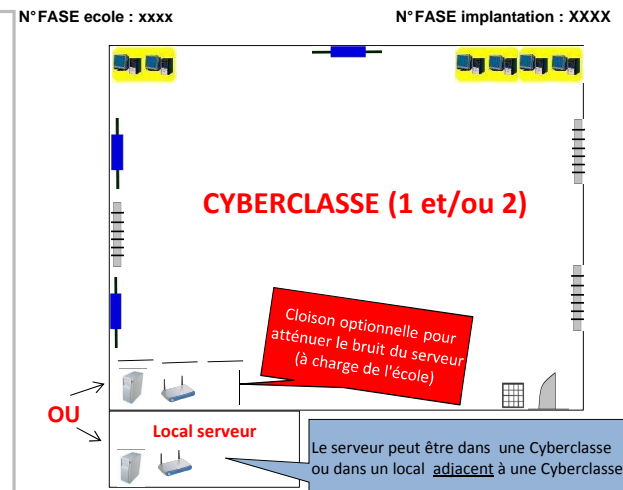 N°FASE ecole : xxxx
N°FASE implantation : XXXX
CYBERCLASSE (1 et/ou 2)
Cloison optionnelle pour
atténuer le bruit du serveur
(à charge de l'école)
OU
Local serveur
Le serveur peut être dans une Cyberclasse
ou dans un local adjacent à une Cyberclasse